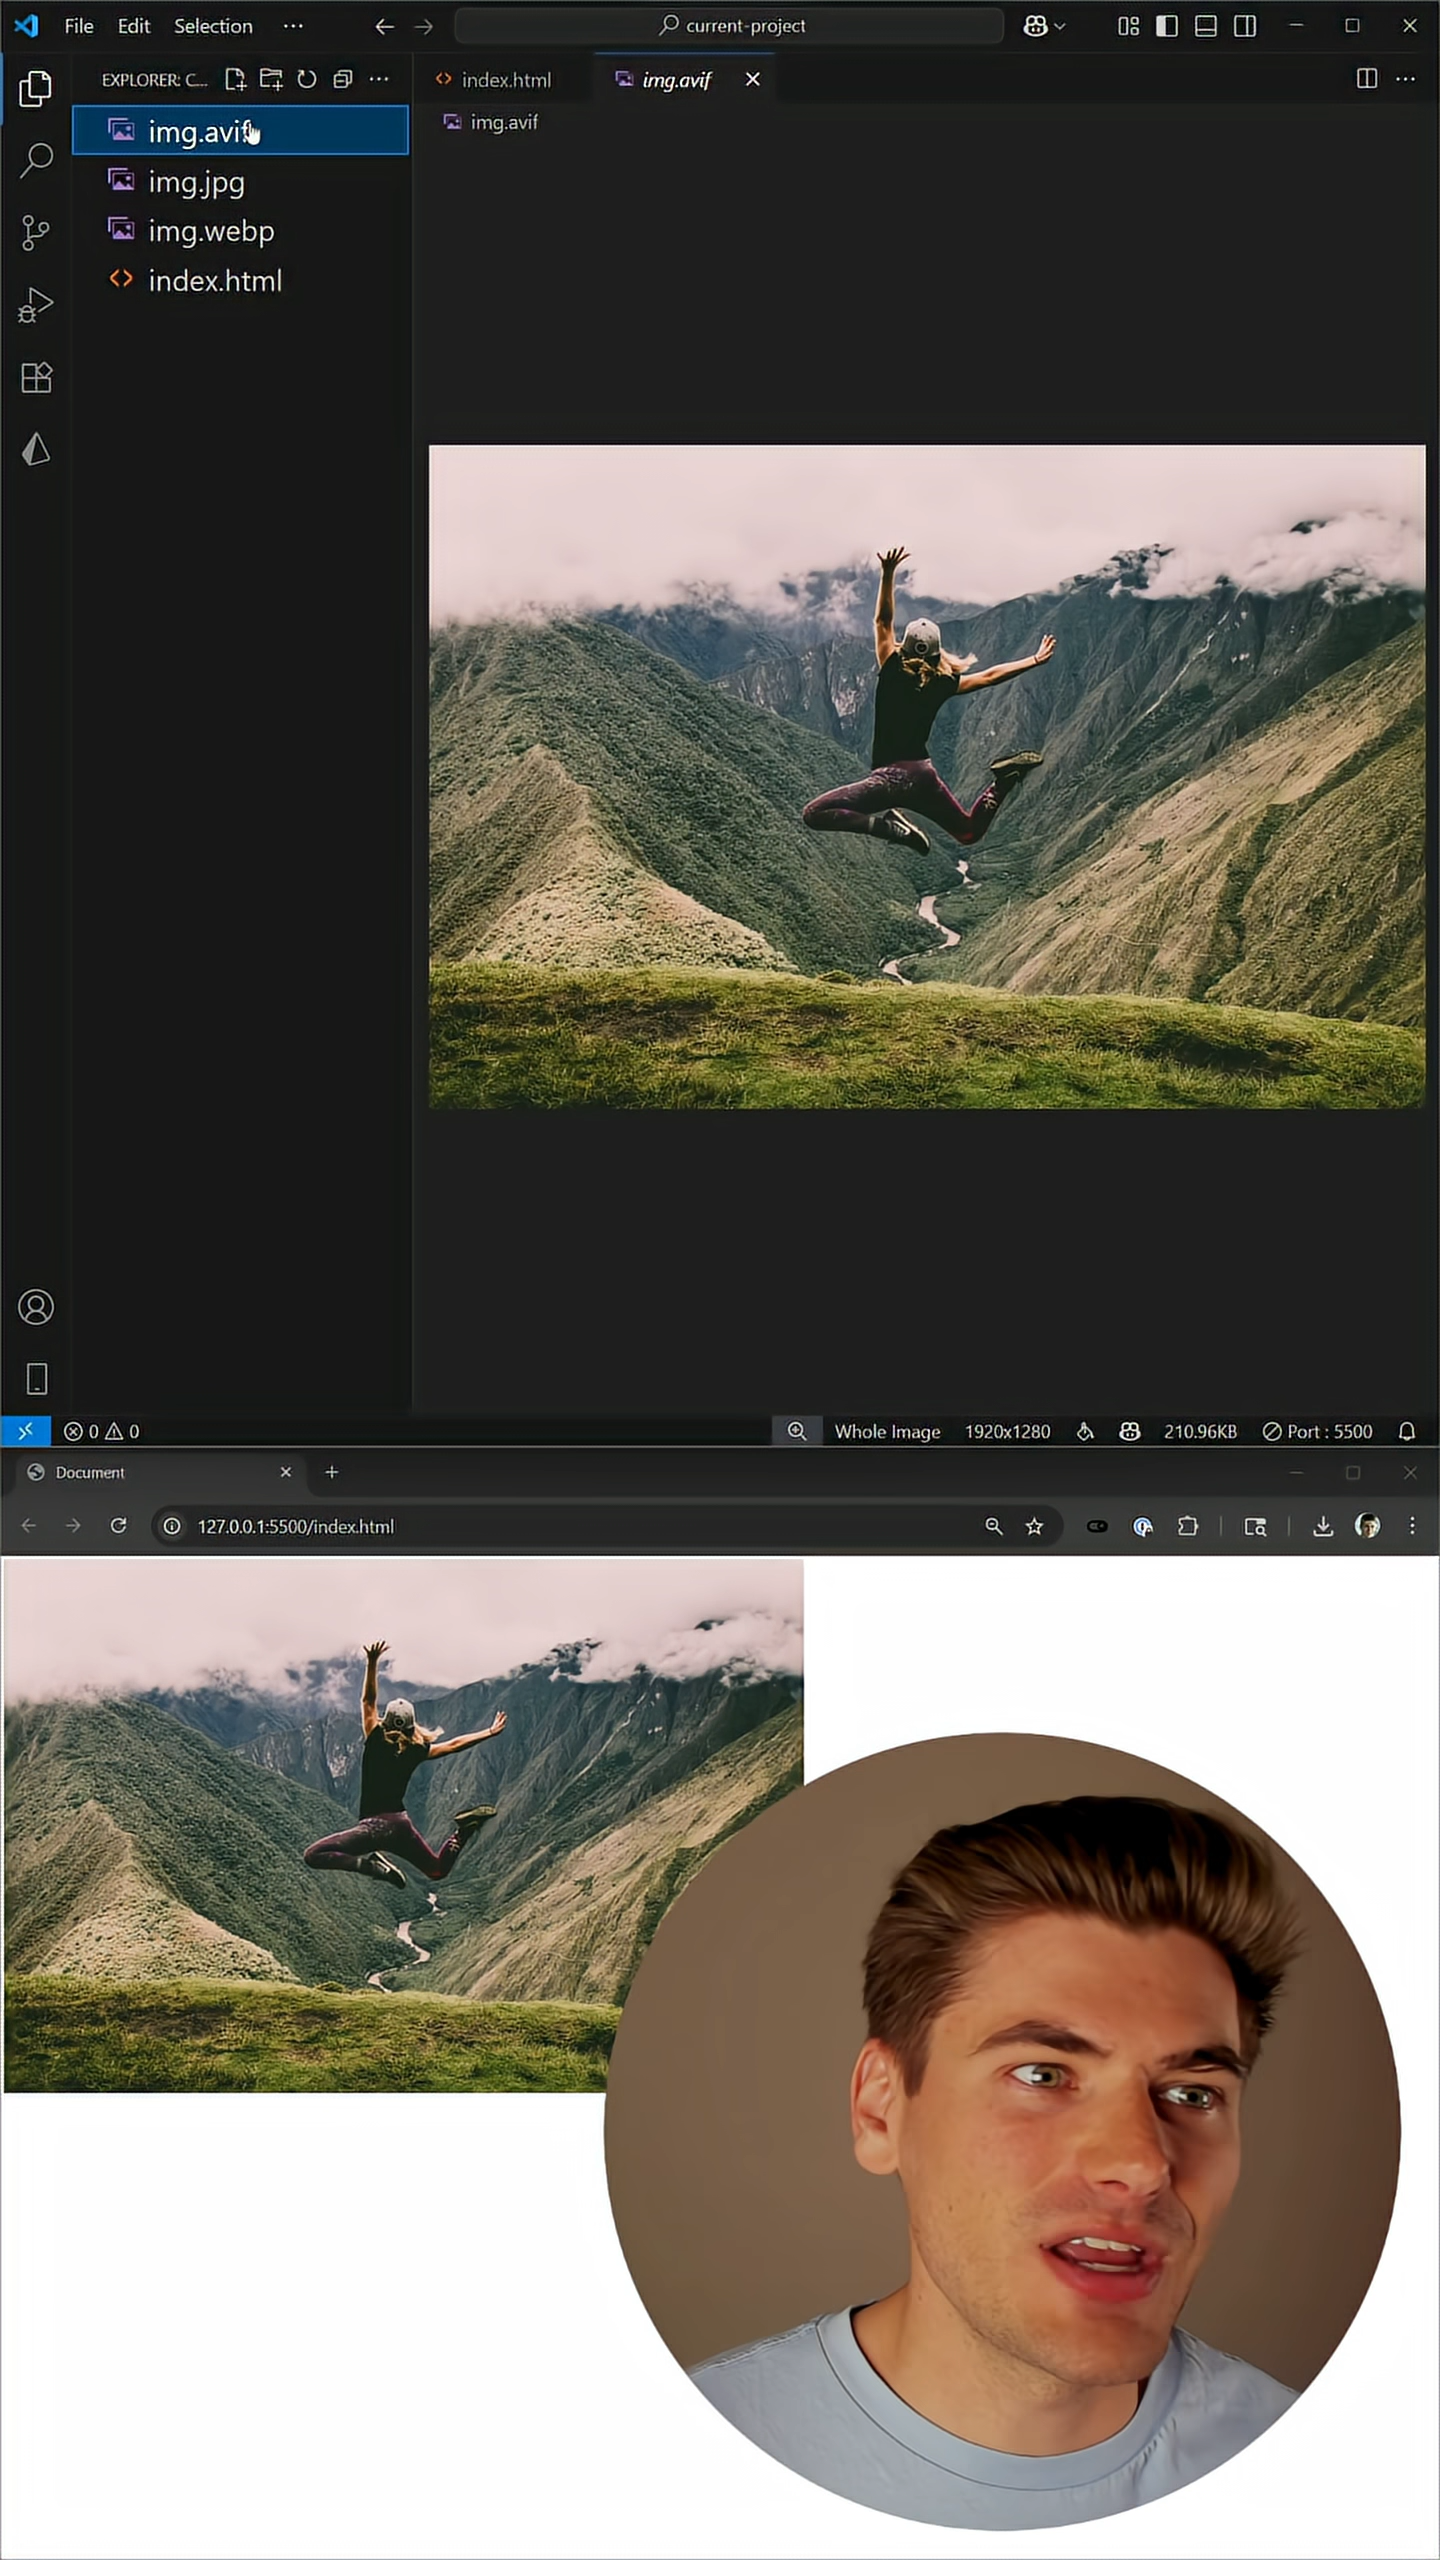 File Edit Selection ··· current-project
EXPLORER: C... ···
index.html img.avif ···
img.avif
img.avif
img.jpg
img.webp
index.html
0 0 Whole Image 1920x1280 210.96KB Port : 5500
Document
127.0.0.1:5500/index.html